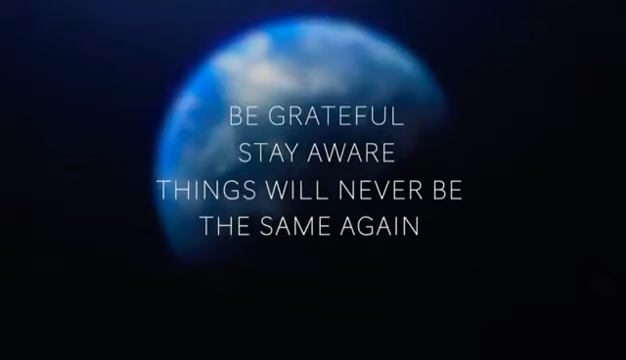 BE GRATEFUL
STAY AWARE
THINGS WILL NEVER BE
THE SAME AGAIN